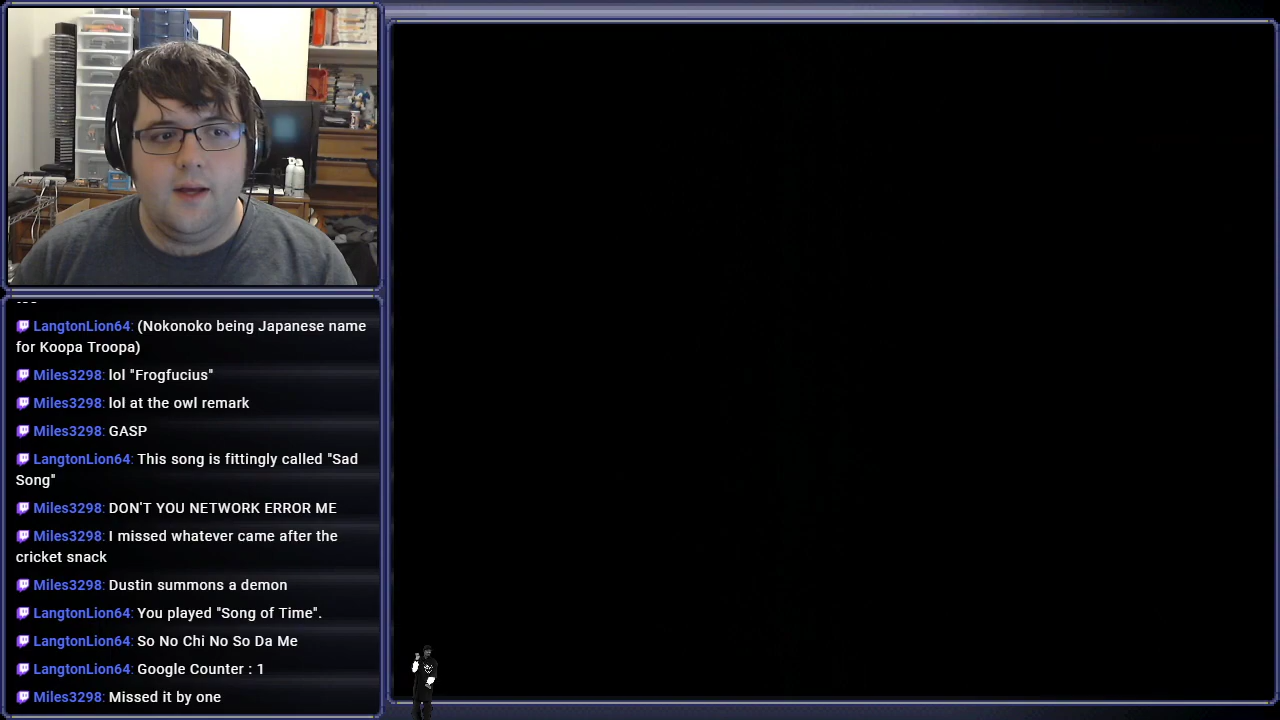 LangtonLion64: (Nokonoko being Japanese name
for Koopa Troopa)
Miles3298: lol "Frogfucius"
Miles3298: lol at the owl remark
Miles3298: GASP
LangtonLion64: This song is fittingly called "Sad
Song"
Miles3298: DON'T YOU NETWORK ERROR ME
Miles3298: I missed whatever came after the
cricket snack
Miles3298: Dustin summons a demon
LangtonLion64: You played "Song of Time".
LangtonLion64: So No Chi No So Da Me
LangtonLion64: Google Counter : 1
Miles3298: Missed it by one